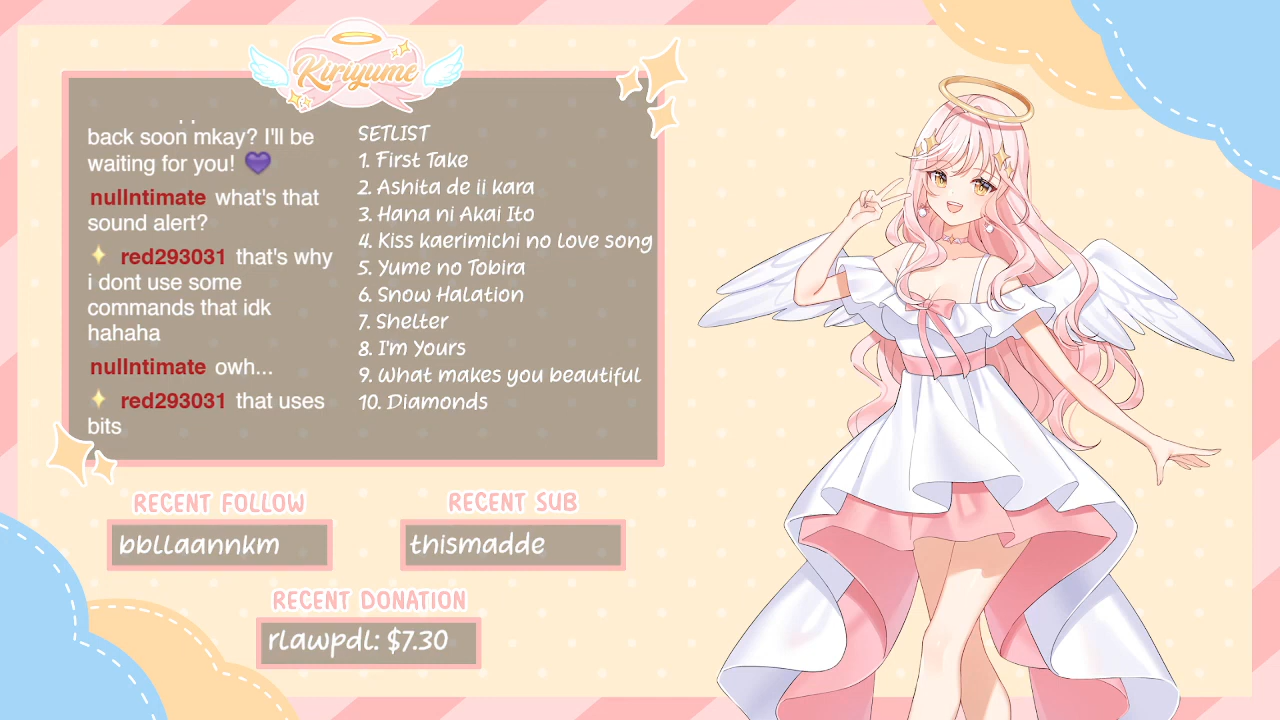 Kiriyume
back soon mkay? I'll be
waiting for you! 💜
nullntimate what's that
sound alert?
red293031 that's why
i dont use some
commands that idk
hahaha
nullntimate owh...
red293031 that uses
bits
SETLIST
1. First Take
2. Ashita de ii kara
3. Hana ni Akai Ito
4. Kiss kaerimichi no love song
5. Yume no Tobira
6. Snow Halation
7. Shelter
8. I'm Yours
9. What makes you beautiful
10. Diamonds
RECENT FOLLOW
bbllaannkm
RECENT SUB
thismadde
RECENT DONATION
rlawpdl: $7.30